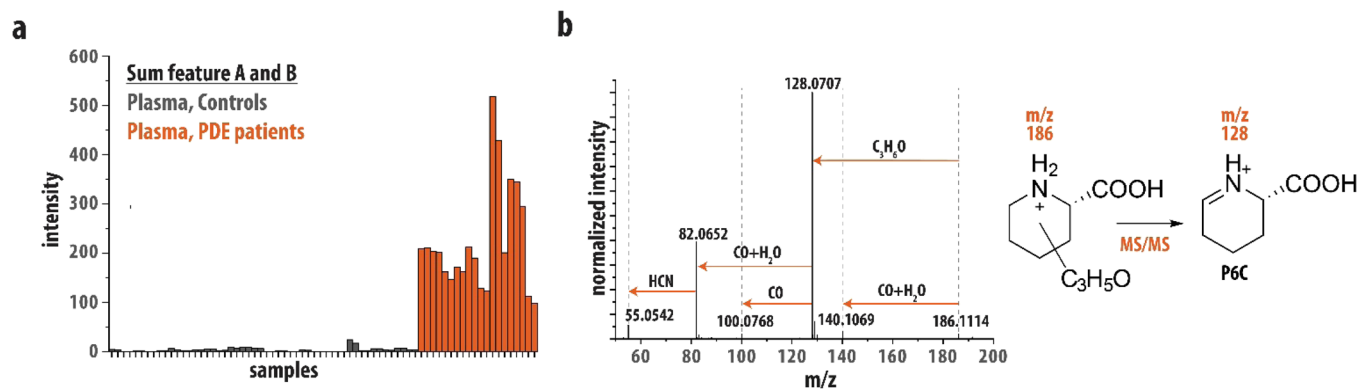 a
600
500
400
300
200
100
0
intensity
samples
Sum feature A and B
Plasma, Controls
Plasma, PDE patients
b
normalized intensity
128.0707
C₃H₆O
82.0652
CO+H₂O
HCN
CO
CO+H₂O
55.0542
100.0768
140.1069
186.1114
60
80
100
120
140
160
180
200
m/z
m/z
186
H₂
N
+
COOH
C₃H₅O
MS/MS
m/z
128
H
N
+
COOH
P6C